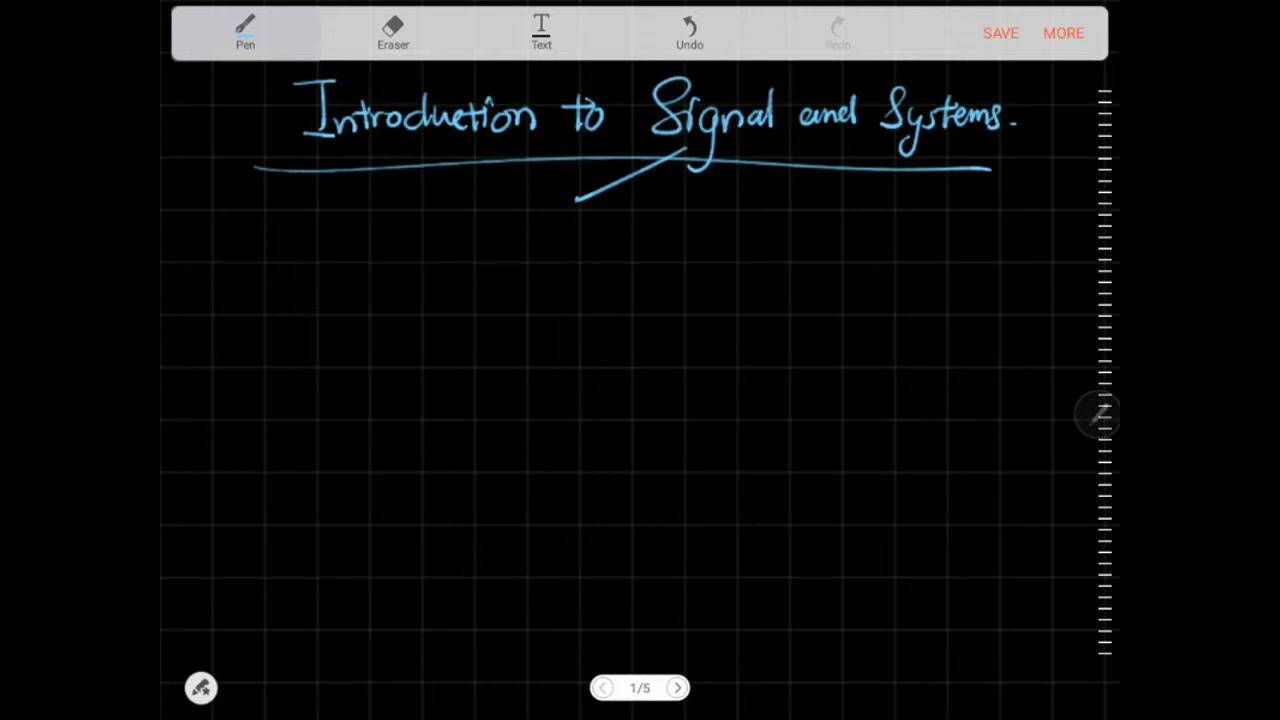 Pen Eraser Text Undo Redo SAVE MORE
Introduction to Signal and Systems.
1/5